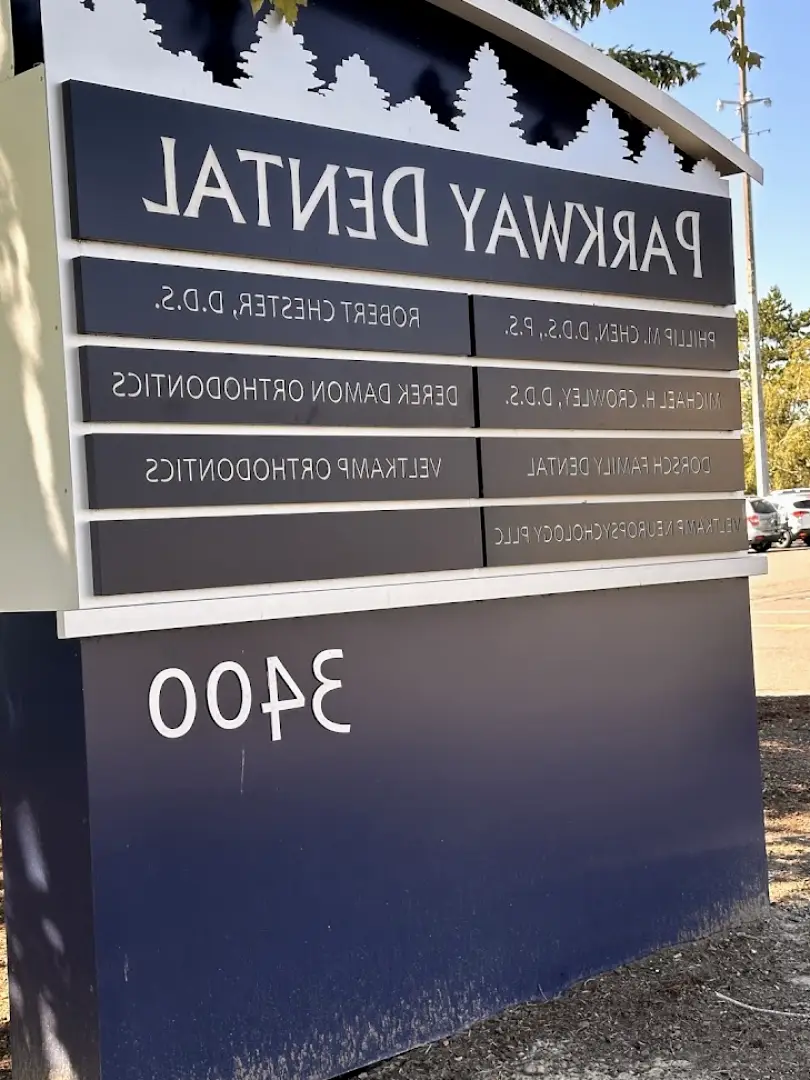 PARKWAY DENTAL
PHILLIP M. CHEN, D.D.S., P.S.
ROBERT CHESTER, D.D.S.
MICHAEL H. CROWLEY, D.D.S.
DEREK DAMON ORTHODONTICS
DORSCH FAMILY DENTAL
VELTKAMP ORTHODONTICS
VELTKAMP NEUROPSYCHOLOGY PLLC
3400